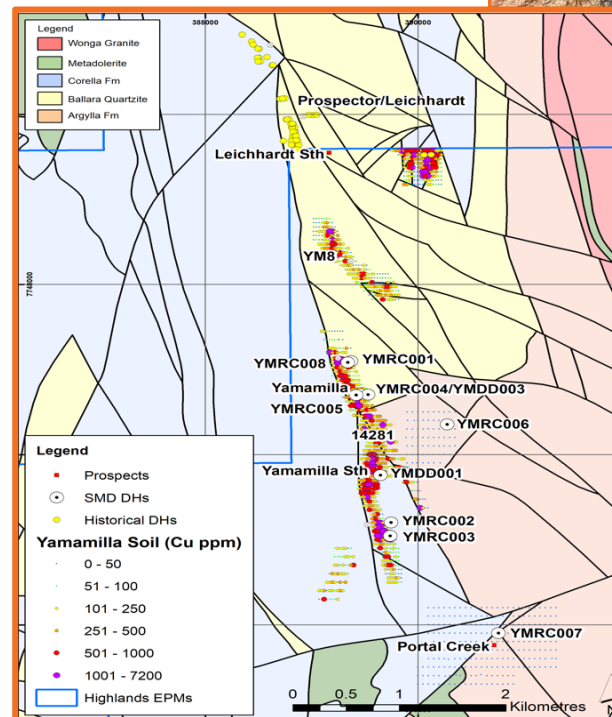 388000
390000
Legend
Wonga Granite
Metadolerite
Corella Fm
Ballara Quartzite
Argylla Fm
Prospector/Leichhardt
Leichhardt Sth
YM8
7748000
YMRC008
YMRC001
Yamamilla
YMRC004/YMDD003
YMRC005
YMRC006
14281
Yamamilla Sth
YMDD001
YMRC002
YMRC003
YMRC007
Portal Creek
Legend
Prospects
SMD DHs
Historical DHs
Yamamilla Soil (Cu ppm)
0 - 50
51 - 100
101 - 250
251 - 500
501 - 1000
1001 - 7200
Highlands EPMs
0 0.5 1 2
Kilometres